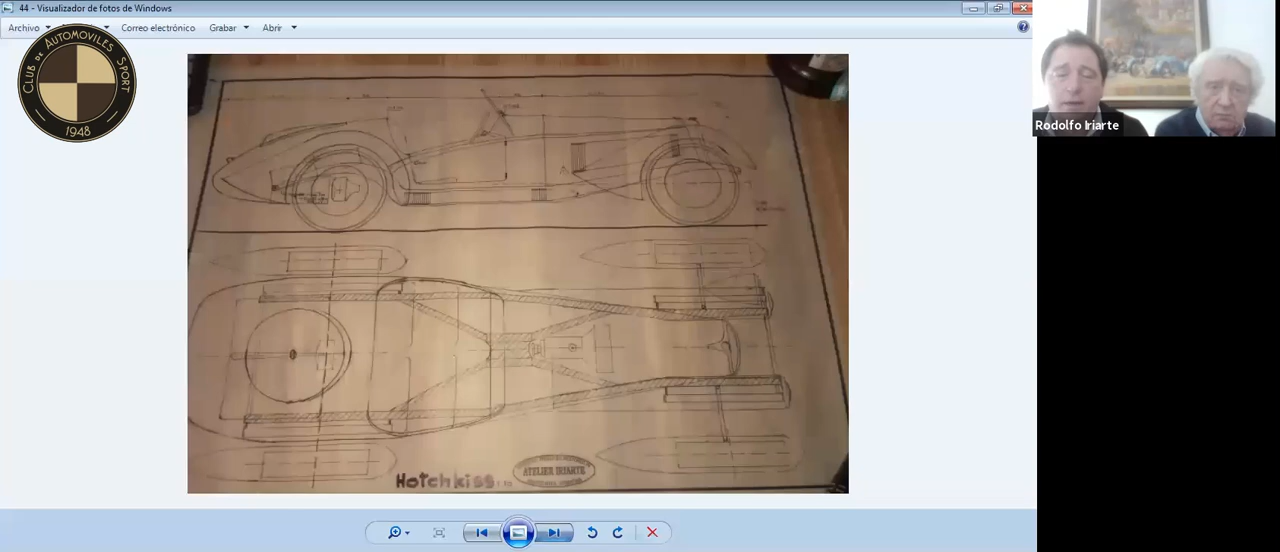 44 - Visualizador de fotos de Windows
Archivo Correo electrónico Grabar Abrir
CLUB DE AUTOMOVILES SPORT
1948
Rodolfo Iriarte
Hotchkiss
ATELIER IRIARTE